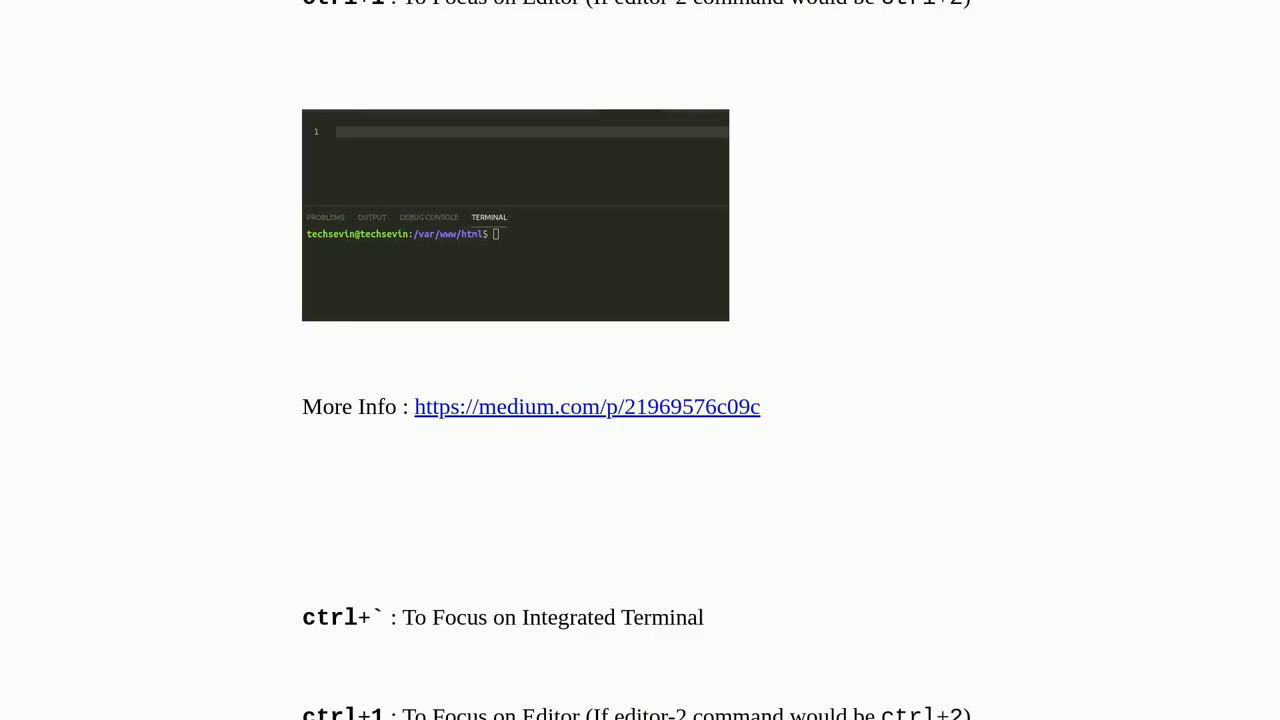 ctrl+1 : To Focus on Editor (If editor-2 command would be ctrl+2)
1
PROBLEMS OUTPUT DEBUG CONSOLE TERMINAL
techsevin@techsevin:/var/www/html$
More Info : https://medium.com/p/21969576c09c
ctrl+` : To Focus on Integrated Terminal
ctrl+1 : To Focus on Editor (If editor-2 command would be ctrl+2)